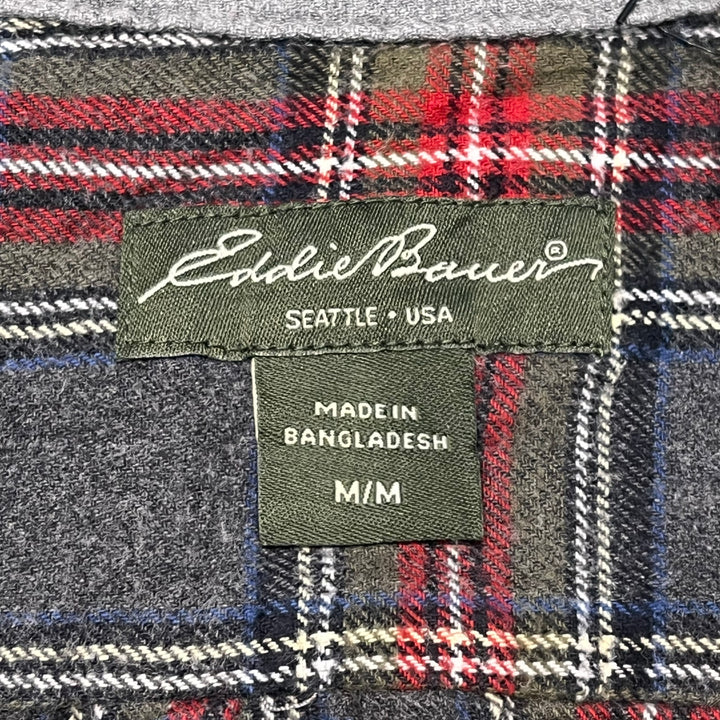 Eddie Bauer®
SEATTLE • USA
MADE IN
BANGLADESH
M/M